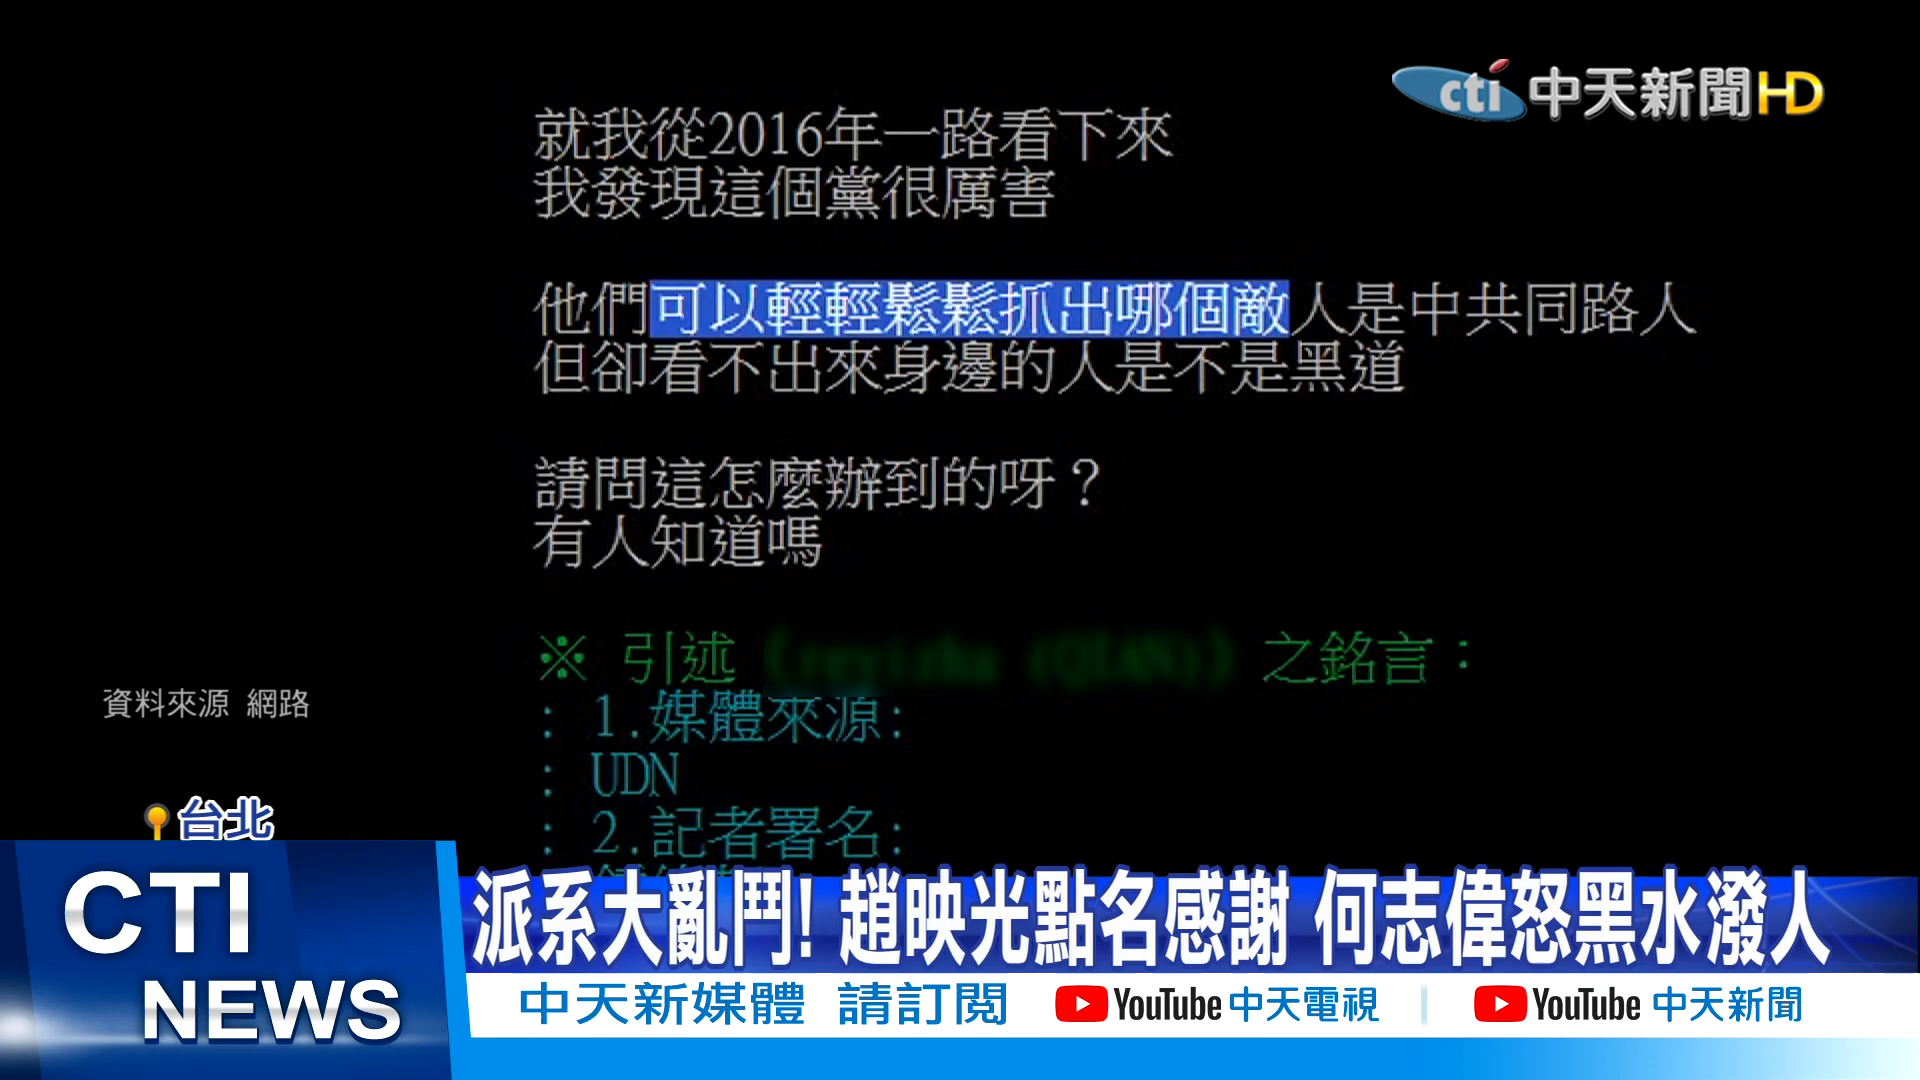 cti 中天新聞HD
就我從2016年一路看下來
我發現這個黨很厲害
他們可以輕輕鬆鬆抓出哪個敵人是中共同路人
但卻看不出來身邊的人是不是黑道
請問這怎麼辦到的呀？
有人知道嗎
※ 引述 之銘言：
: 1.媒體來源:
: UDN
: 2.記者署名:
資料來源 網路
台北
CTI NEWS
派系大亂鬥! 趙映光點名感謝 何志偉怒黑水潑人
中天新媒體 請訂閱 YouTube 中天電視 | YouTube 中天新聞